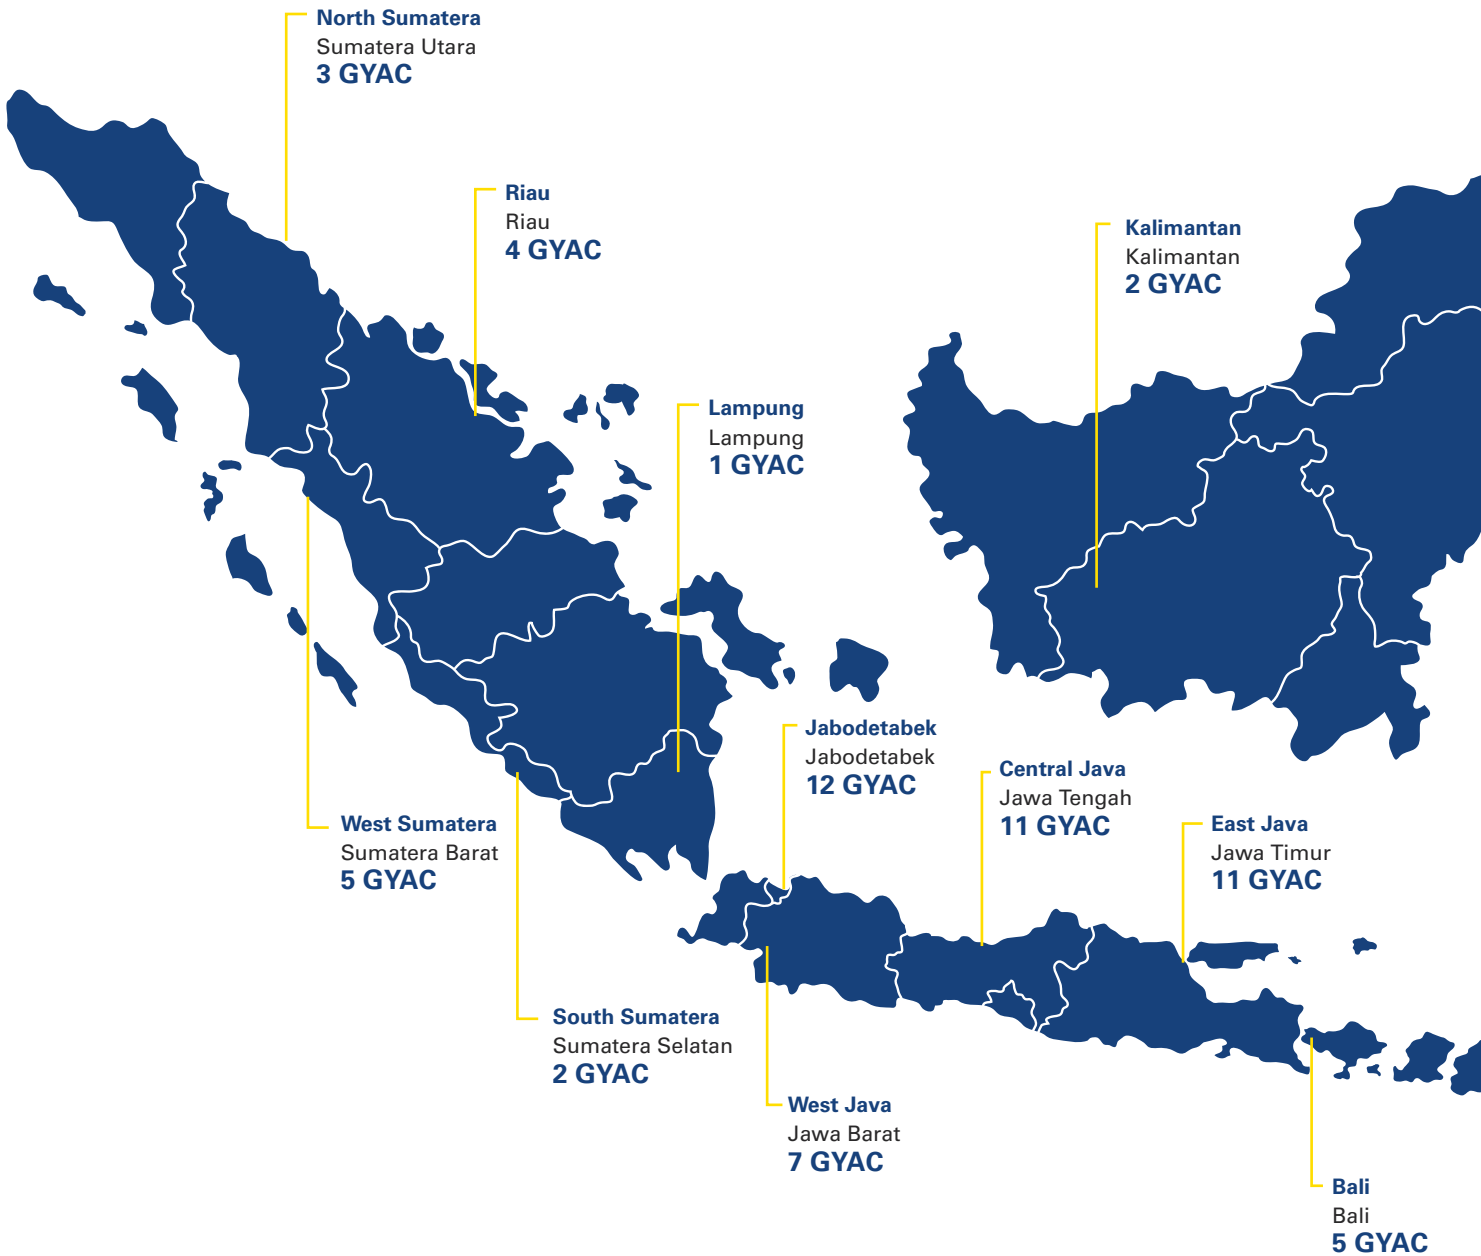 North Sumatera
Sumatera Utara
3 GYAC
Riau
Riau
4 GYAC
Kalimantan
Kalimantan
2 GYAC
Lampung
Lampung
1 GYAC
Jabodetabek
Jabodetabek
12 GYAC
Central Java
Jawa Tengah
11 GYAC
West Sumatera
Sumatera Barat
5 GYAC
East Java
Jawa Timur
11 GYAC
South Sumatera
Sumatera Selatan
2 GYAC
West Java
Jawa Barat
7 GYAC
Bali
Bali
5 GYAC